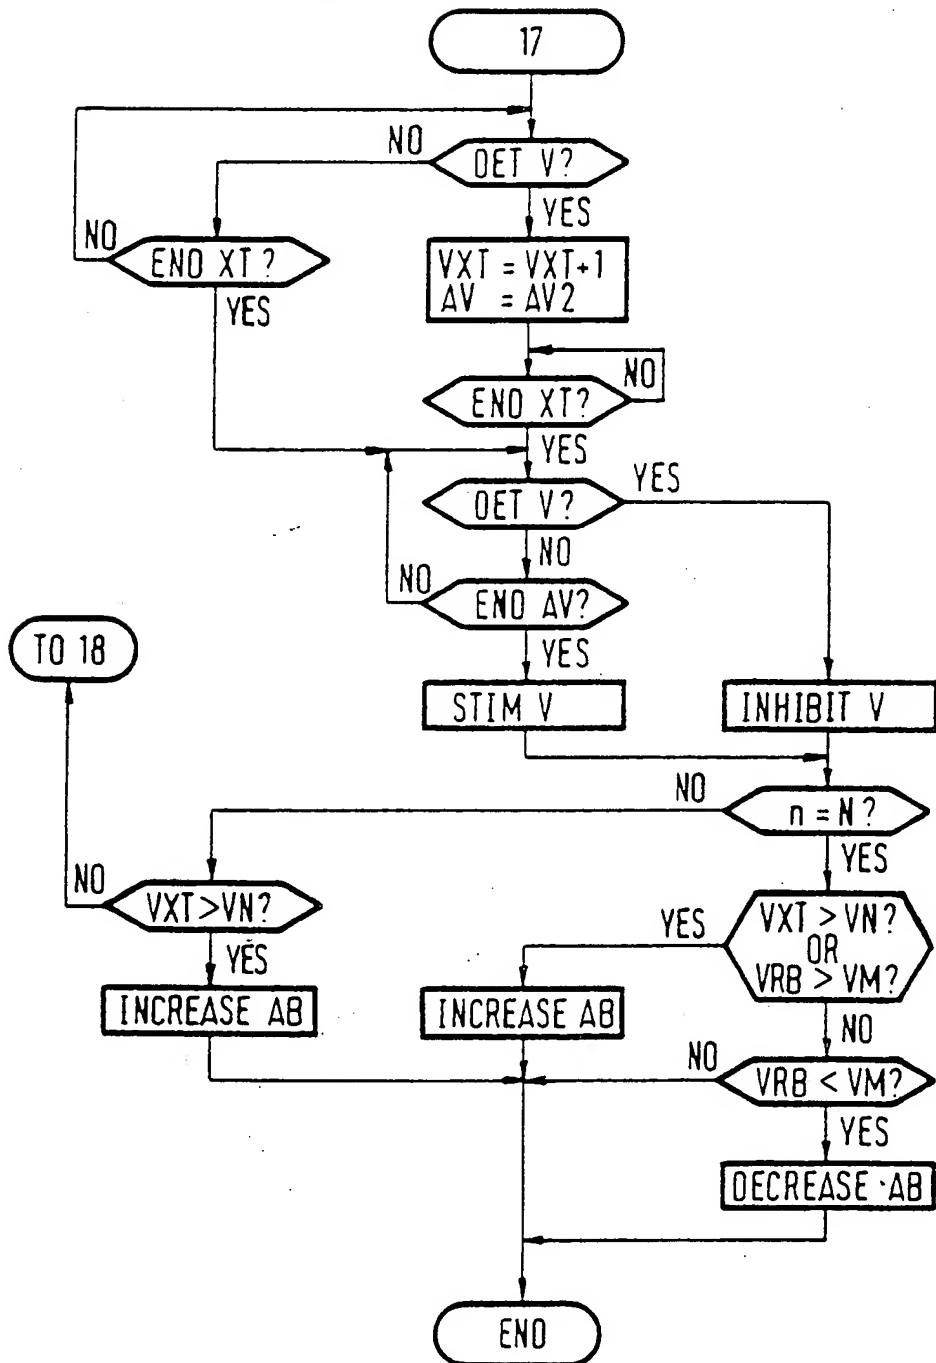 17
NO
DET V?
YES
NO
END XT?
YES
VXT = VXT+1
AV = AV2
NO
END XT?
YES
DET V?
YES
NO
NO
END AV?
YES
TO 18
STIM V
INHIBIT V
NO
n = N?
YES
NO
VXT>VN?
YES
INCREASE AB
YES
VXT > VN?
OR
VRB > VM?
NO
INCREASE AB
NO
VRB < VM?
YES
DECREASE AB
END